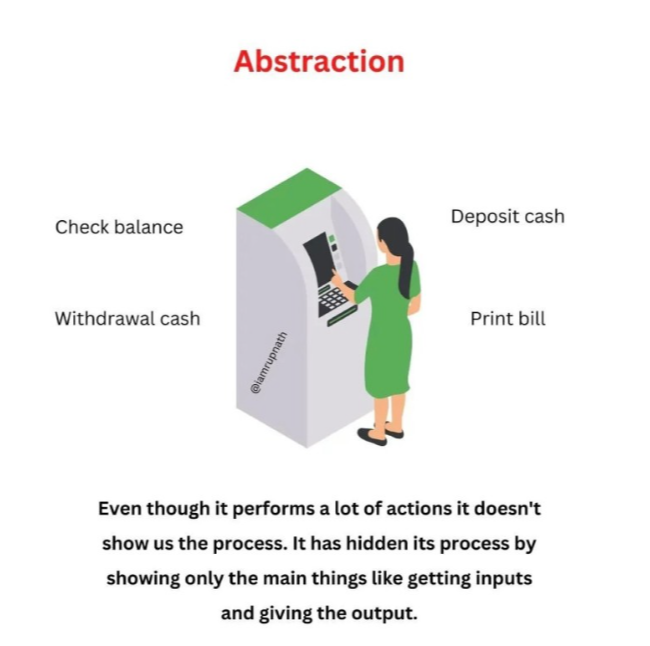 Abstraction
Check balance
Deposit cash
Withdrawal cash
Print bill
@iamrupnath
Even though it performs a lot of actions it doesn't
show us the process. It has hidden its process by
showing only the main things like getting inputs
and giving the output.